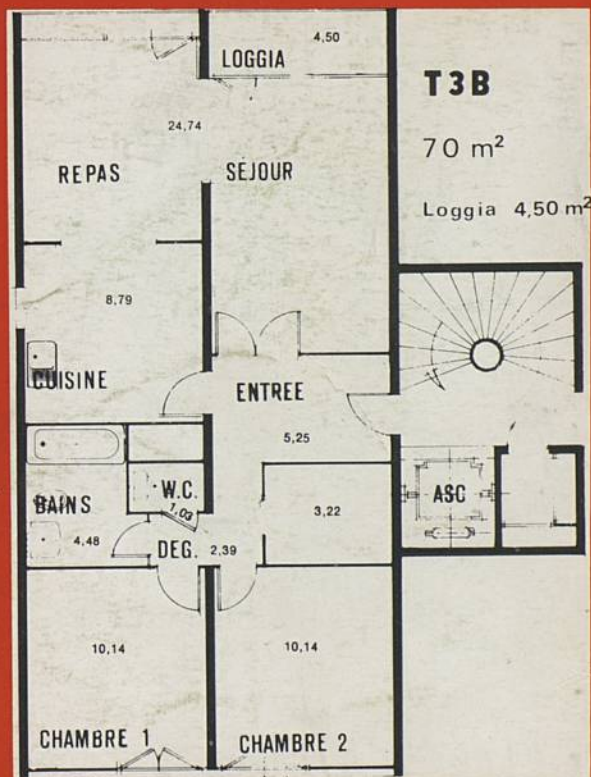 LOGGIA
4,50
T3B
24,74
70 m²
REPAS
SÉJOUR
Loggia 4,50 m²
8,79
CUISINE
ENTREE
5,25
BAINS
W.C.
1,03
ASC
3,22
4,48
DEG. 2,39
10,14
10,14
CHAMBRE 1
CHAMBRE 2